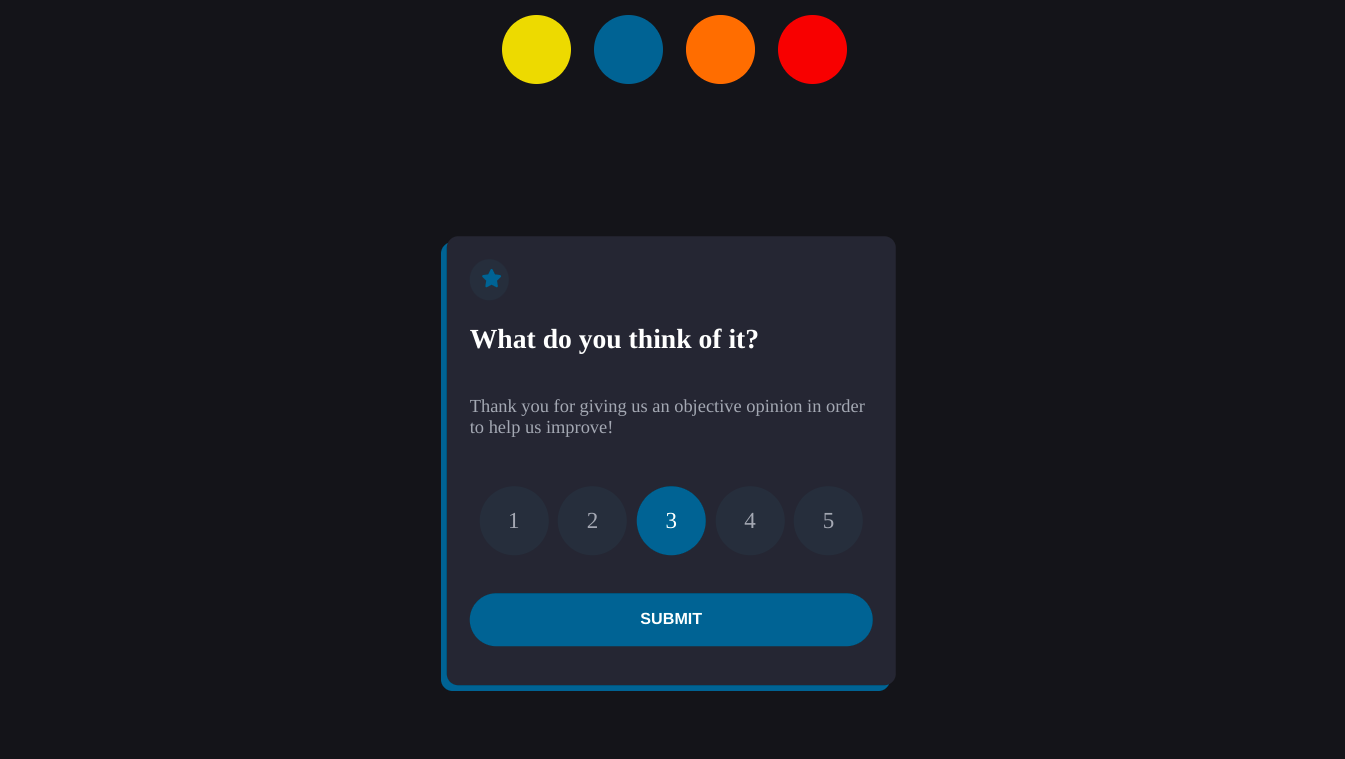 What do you think of it?
Thank you for giving us an objective opinion in order
to help us improve!
1 2 3 4 5
SUBMIT